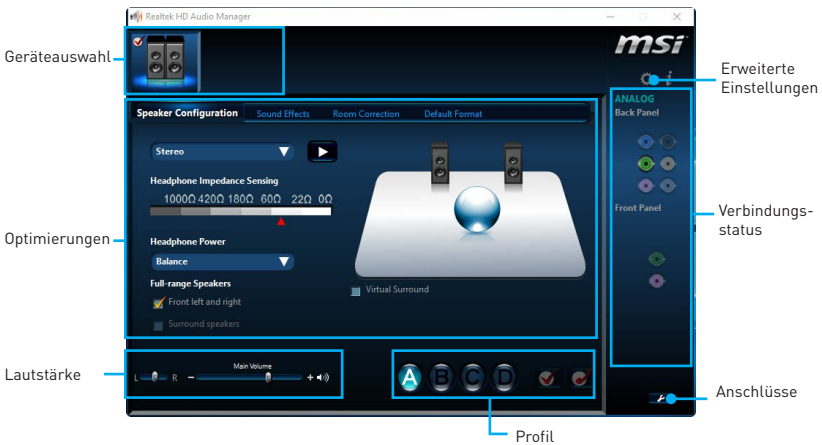 Realtek HD Audio Manager
msi
Geräteauswahl
Erweiterte
Einstellungen
ANALOG
Back Panel
Speaker Configuration
Sound Effects
Room Correction
Default Format
Stereo
Headphone Impedance Sensing
1000Ω 420Ω 180Ω 60Ω 22Ω 0Ω
Front Panel
Verbindungs-
status
Optimierungen
Headphone Power
Balance
Full-range Speakers
Front left and right
Virtual Surround
Surround speakers
Lautstärke
Main Volume
L
R
A
B
C
D
Anschlüsse
Profil